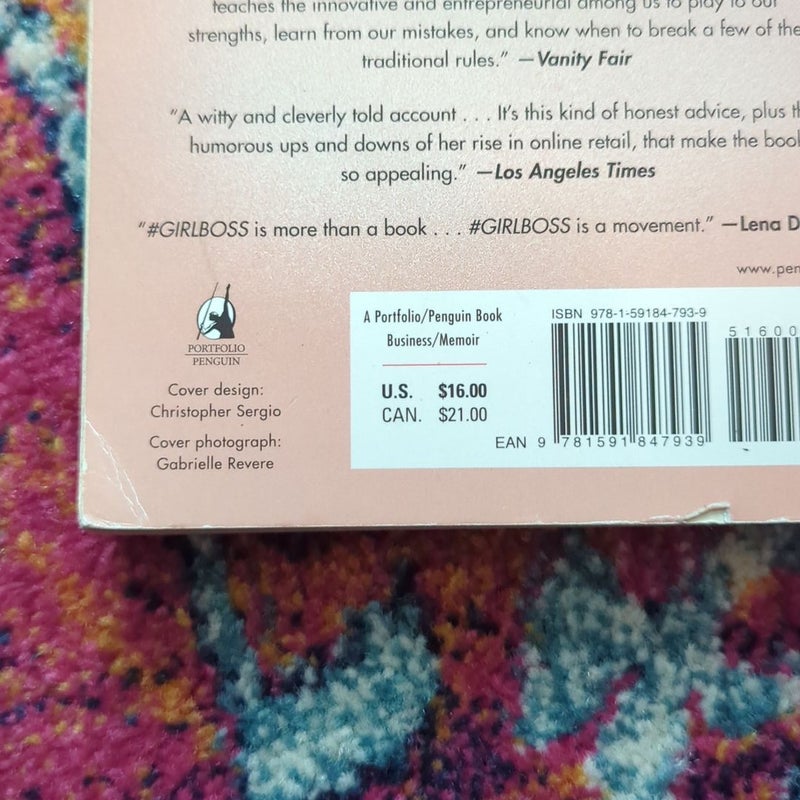 teaches the innovative and entrepreneurial among us to play to our
strengths, learn from our mistakes, and know when to break a few of the
traditional rules." —Vanity Fair
"A witty and cleverly told account . . . It's this kind of honest advice, plus th
humorous ups and downs of her rise in online retail, that make the book
so appealing." —Los Angeles Times
"#GIRLBOSS is more than a book . . . #GIRLBOSS is a movement." —Lena D
www.pen
PORTFOLIO
PENGUIN
Cover design:
Christopher Sergio
Cover photograph:
Gabrielle Revere
A Portfolio/Penguin Book
Business/Memoir
U.S. $16.00
CAN. $21.00
ISBN 978-1-59184-793-9
EAN 9 781591 847939
51600